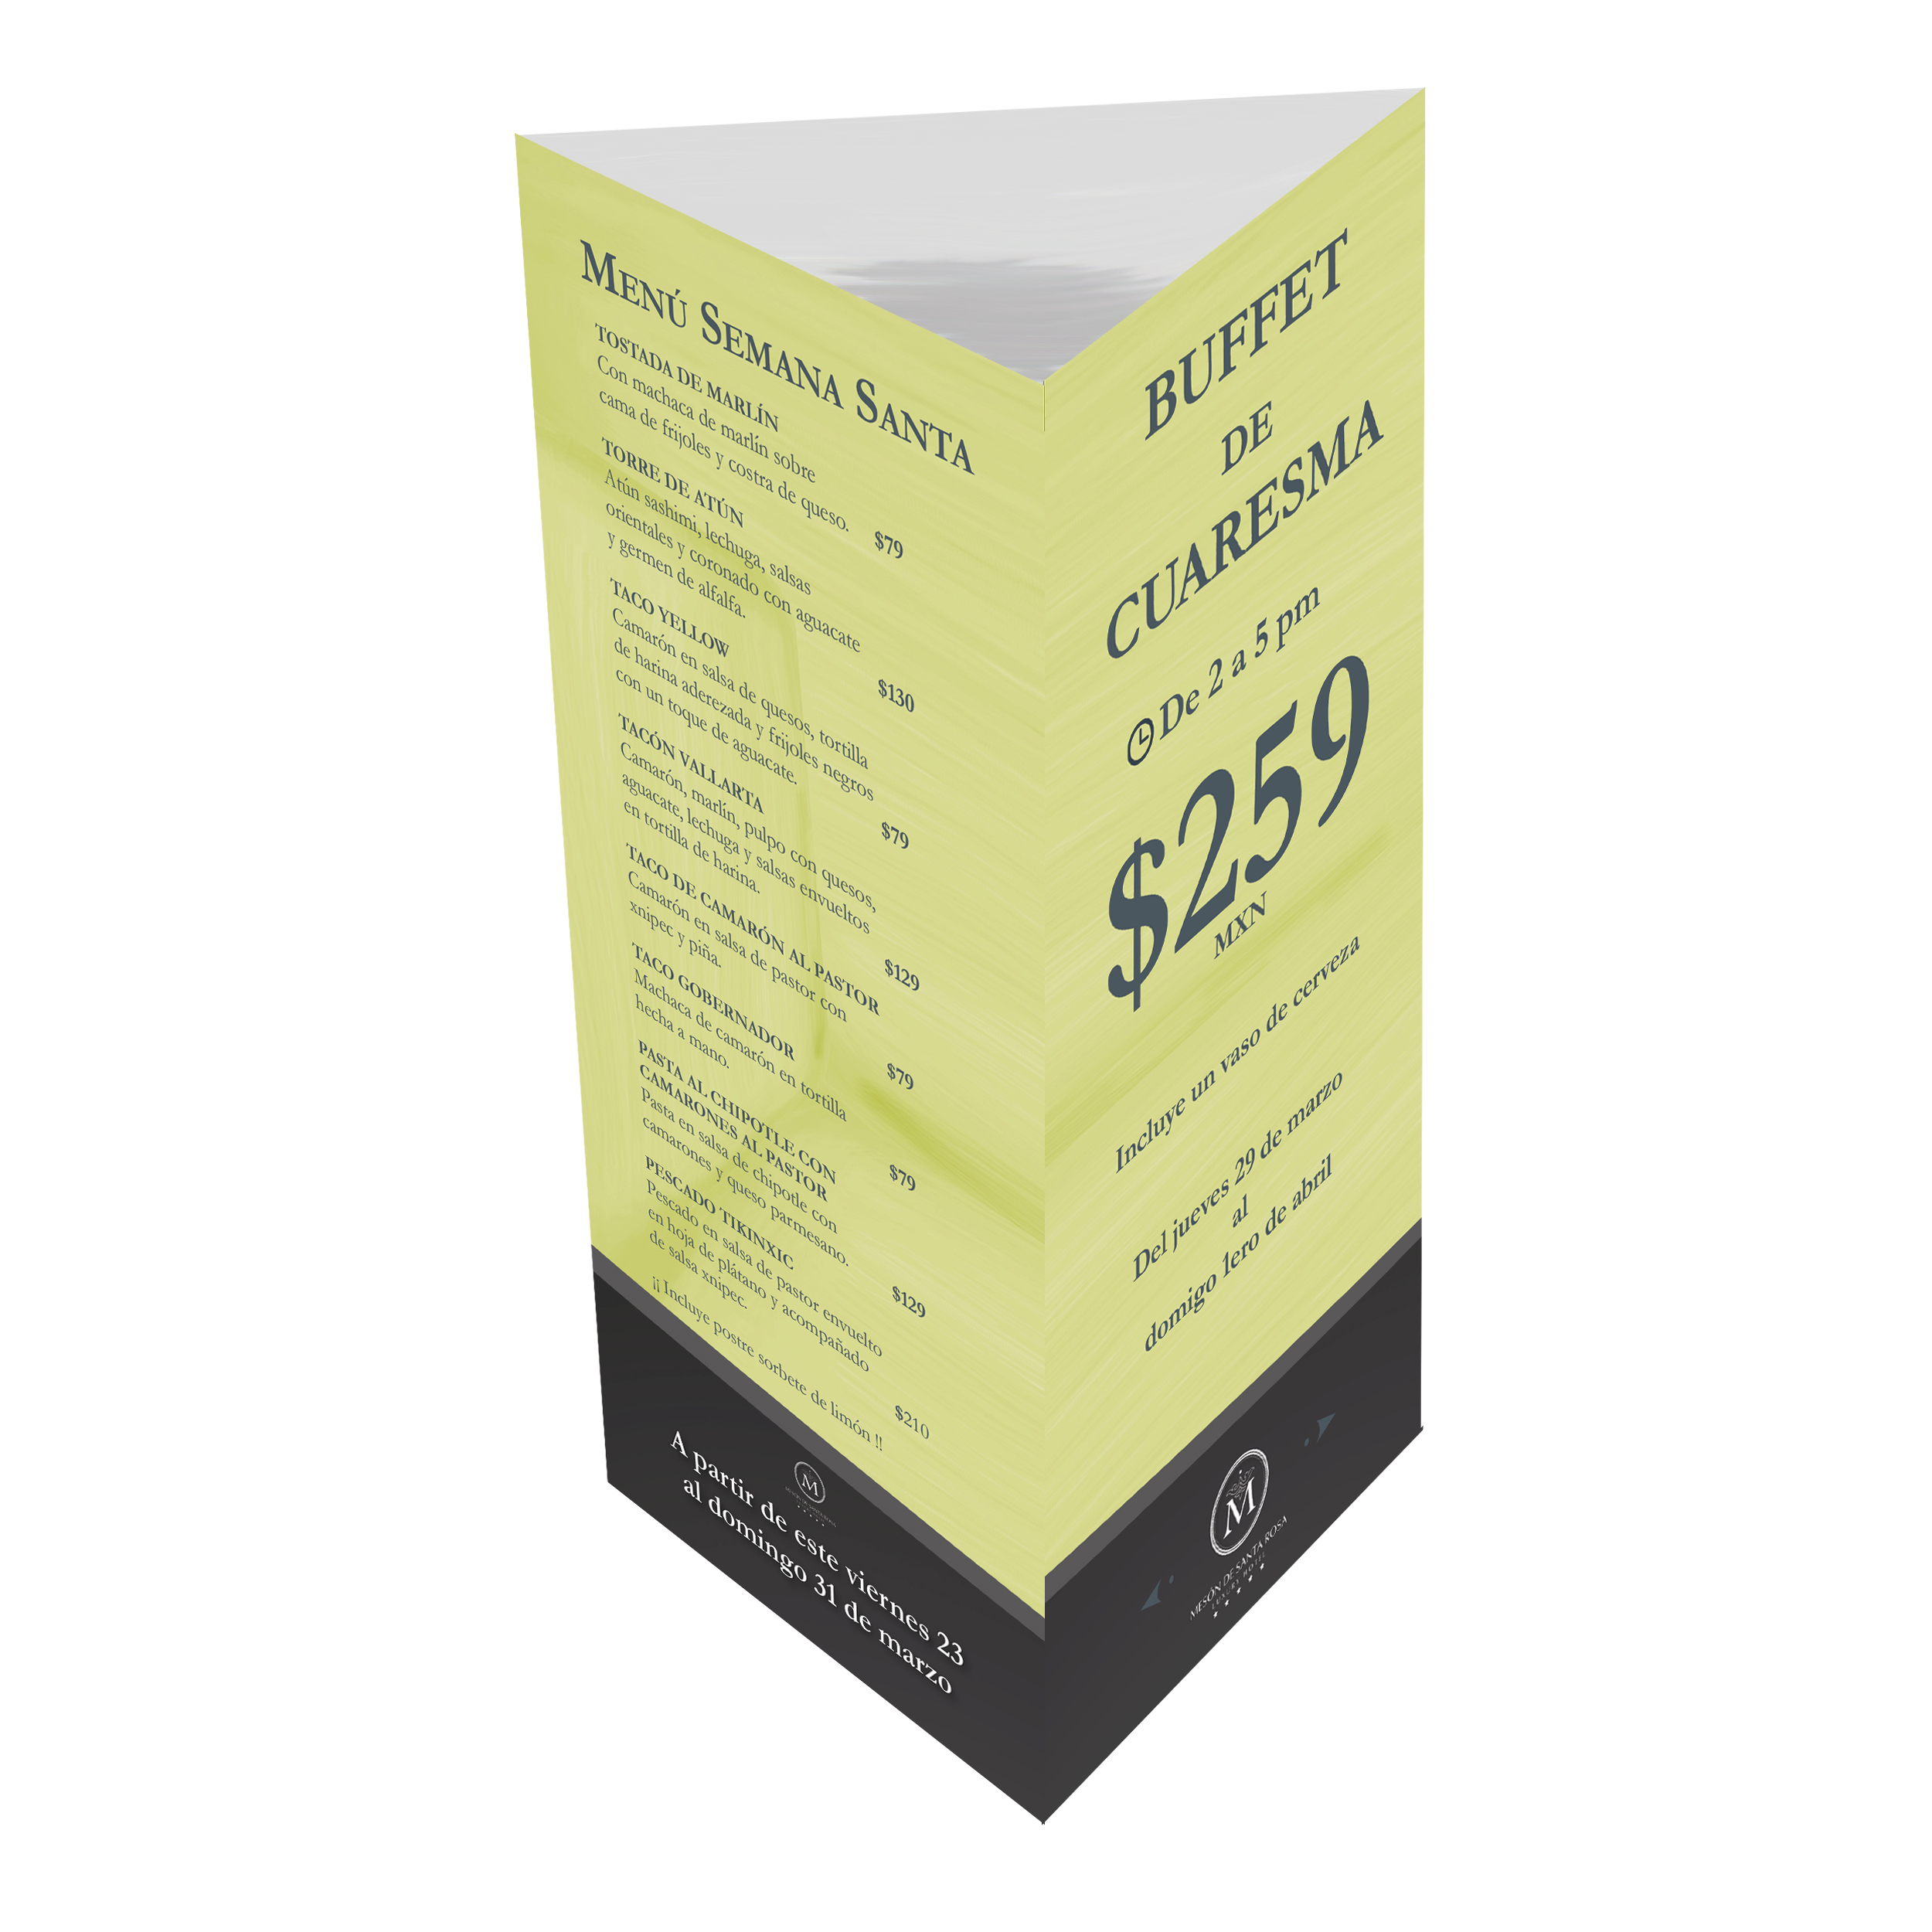 MENÚ SEMANA SANTA
TOSTADA DE MARLÍN
Con machaca de marlín sobre
cama de frijoles y costra de queso.
$79
TORRE DE ATÚN
Atún sashimi, lechuga, salsas
orientales y coronado con aguacate
y germen de alfalfa.
$130
TACO YELLOW
Camarón en salsa de quesos, tortilla
de harina aderezada y frijoles negros
con un toque de aguacate.
$79
TACÓN VALLARTA
Camarón, marlín, pulpo con quesos,
aguacate, lechuga y salsas envueltos
en tortilla de harina.
$129
TACO DE CAMARÓN AL PASTOR
Camarón en salsa de pastor con
xnipec y piña.
$79
TACO GOBERNADOR
Machaca de camarón en tortilla
hecha a mano.
$79
PASTA AL CHIPOTLE CON
CAMARONES AL PASTOR
Pasta en salsa de chipotle con
camarones y queso parmesano.
$129
PESCADO TIKINXIC
Pescado en salsa de pastor envuelto
en hoja de plátano y acompañado
de salsa xnipec.
$210
¡¡ Incluye postre sorbete de limón !!
M
A partir de este viernes 23
al domingo 31 de marzo
BUFFET
DE
CUARESMA
De 2 a 5 pm
$259
MXN
Incluye un vaso de cerveza
Del jueves 29 de marzo
al
domigo 1ero de abril
M
MESÓN DE SANTA ROSA
LUXURY HOTEL